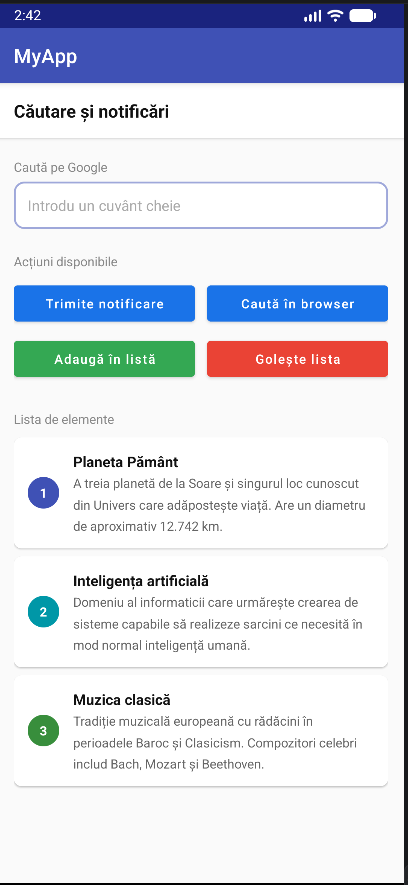 2:42
MyApp
Căutare și notificări
Caută pe Google
Introdu un cuvânt cheie
Acțiuni disponibile
Trimite notificare
Caută în browser
Adaugă în listă
Golește lista
Lista de elemente
1
Planeta Pământ
A treia planetă de la Soare și singurul loc cunoscut
din Univers care adăpostește viață. Are un diametru
de aproximativ 12.742 km.
2
Inteligența artificială
Domeniu al informaticii care urmărește crearea de
sisteme capabile să realizeze sarcini ce necesită în
mod normal inteligență umană.
3
Muzica clasică
Tradiție muzicală europeană cu rădăcini în
perioadele Baroc și Clasicism. Compozitori celebri
includ Bach, Mozart și Beethoven.